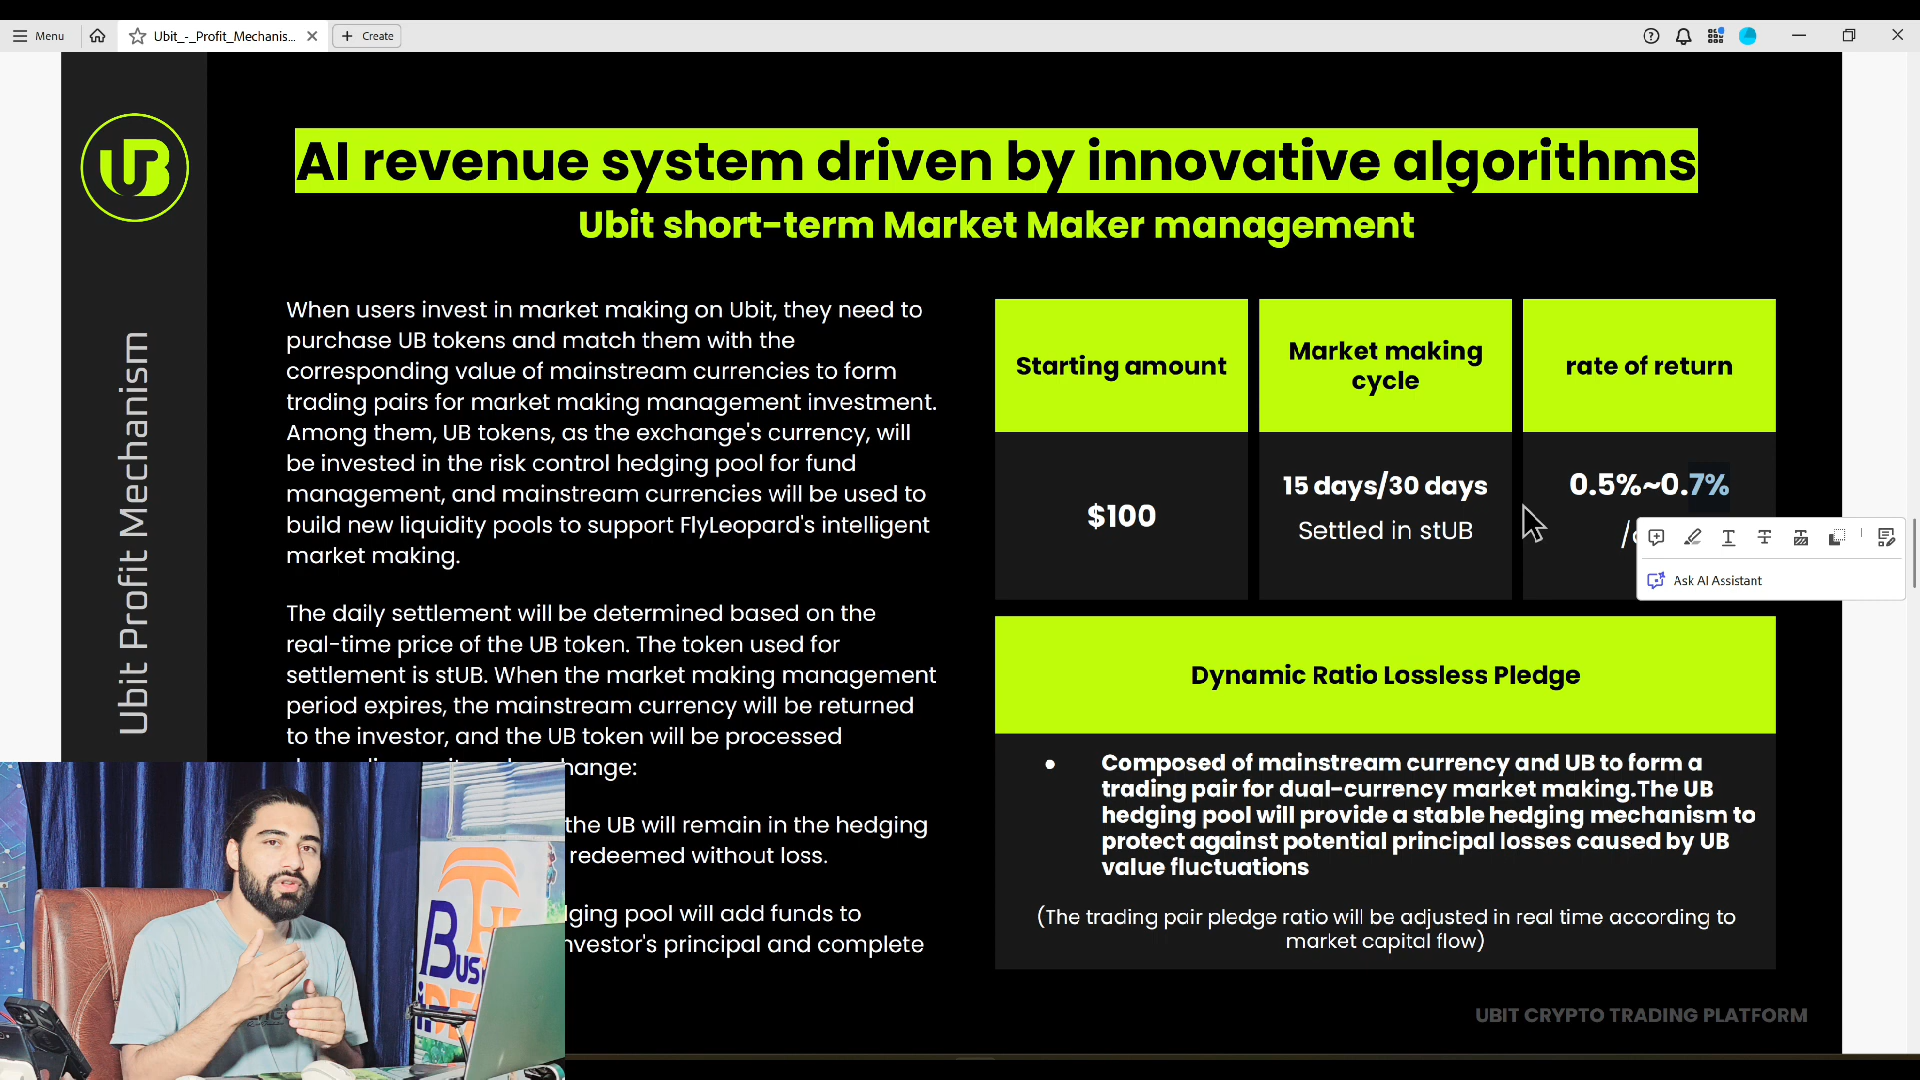 Menu
Ubit_-_Profit_Mechanis...
Create
UB
Ubit Profit Mechanism
AI revenue system driven by innovative algorithms
Ubit short-term Market Maker management
When users invest in market making on Ubit, they need to
purchase UB tokens and match them with the
corresponding value of mainstream currencies to form
trading pairs for market making management investment.
Among them, UB tokens, as the exchange's currency, will
be invested in the risk control hedging pool for fund
management, and mainstream currencies will be used to
build new liquidity pools to support FlyLeopard's intelligent
market making.
The daily settlement will be determined based on the
real-time price of the UB token. The token used for
settlement is stUB. When the market making management
period expires, the mainstream currency will be returned
to the investor, and the UB token will be processed
hange:
the UB will remain in the hedging
redeemed without loss.
ging pool will add funds to
nvestor's principal and complete
Starting amount
Market making
cycle
rate of return
$100
15 days/30 days
Settled in stUB
0.5%~0.7%
Ask AI Assistant
Dynamic Ratio Lossless Pledge
• Composed of mainstream currency and UB to form a
trading pair for dual-currency market making.The UB
hedging pool will provide a stable hedging mechanism to
protect against potential principal losses caused by UB
value fluctuations
(The trading pair pledge ratio will be adjusted in real time according to
market capital flow)
UBIT CRYPTO TRADING PLATFORM